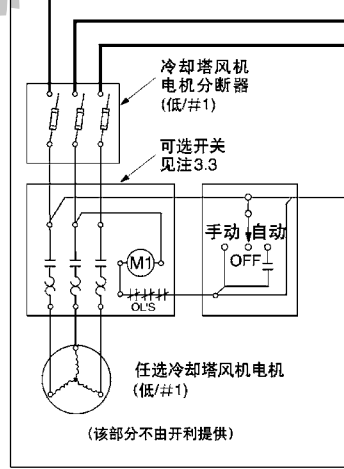 冷却塔风机
电机分断器
(低/#1)
可选开关
见注3.3
手动 自动
OFF
M1
OL'S
任选冷却塔风机电机
(低/#1)
(该部分不由开利提供)